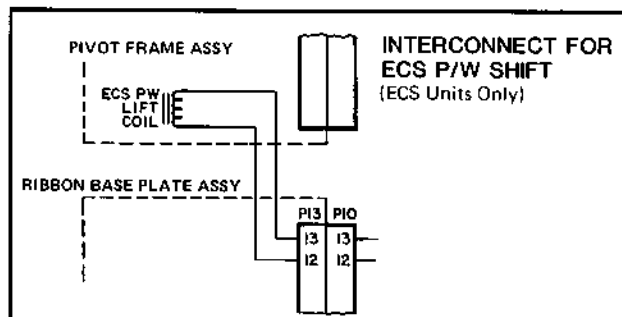 PIVOT FRAME ASSY
INTERCONNECT FOR
ECS P/W SHIFT
(ECS Units Only)
ECS PW
LIFT
COIL
RIBBON BASE PLATE ASSY
P13 P10
13 13
12 12